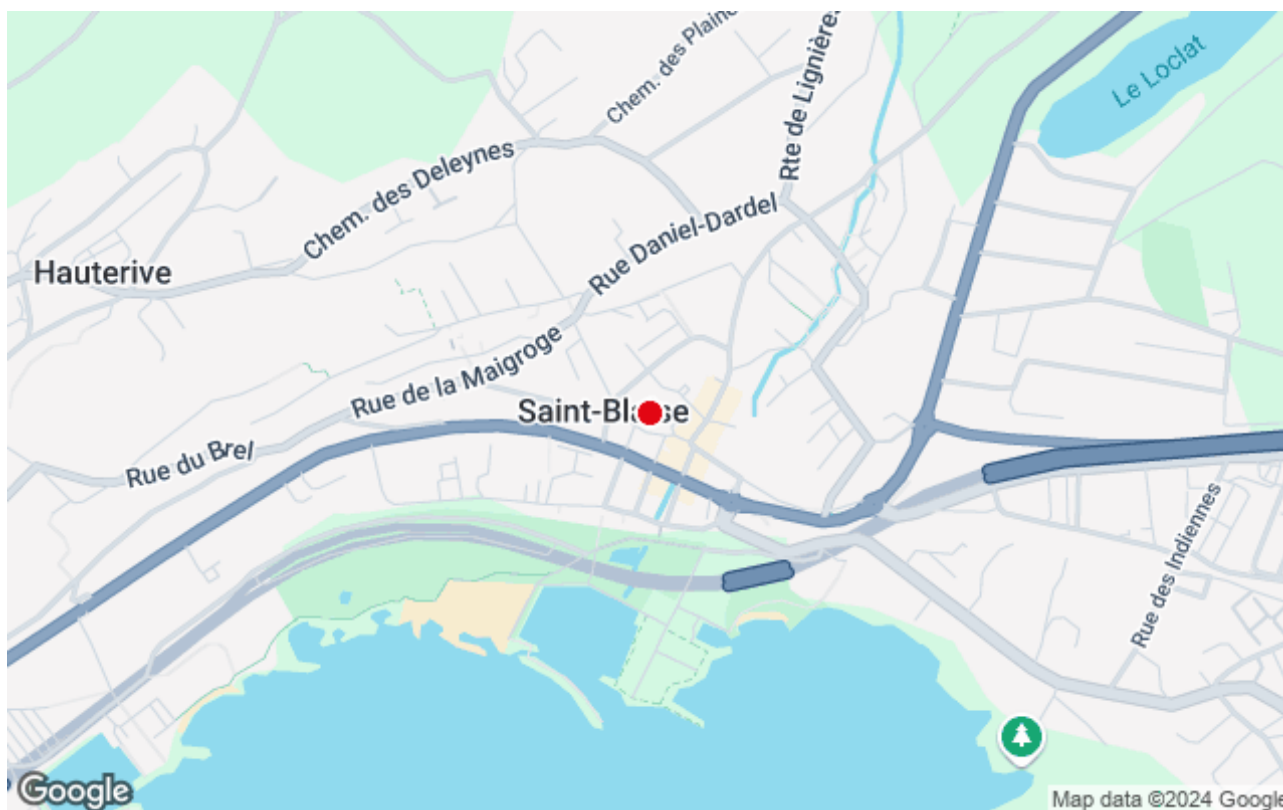 Chem. des Plaine
Rte de Lignières
Le Loclat
Chem. des Deleynes
Rue Daniel-Dardel
Hauterive
Rue de la Maigroge
Saint-Blaise
Rue du Brel
Rue des Indiennes
Google
Map data ©2024 Google